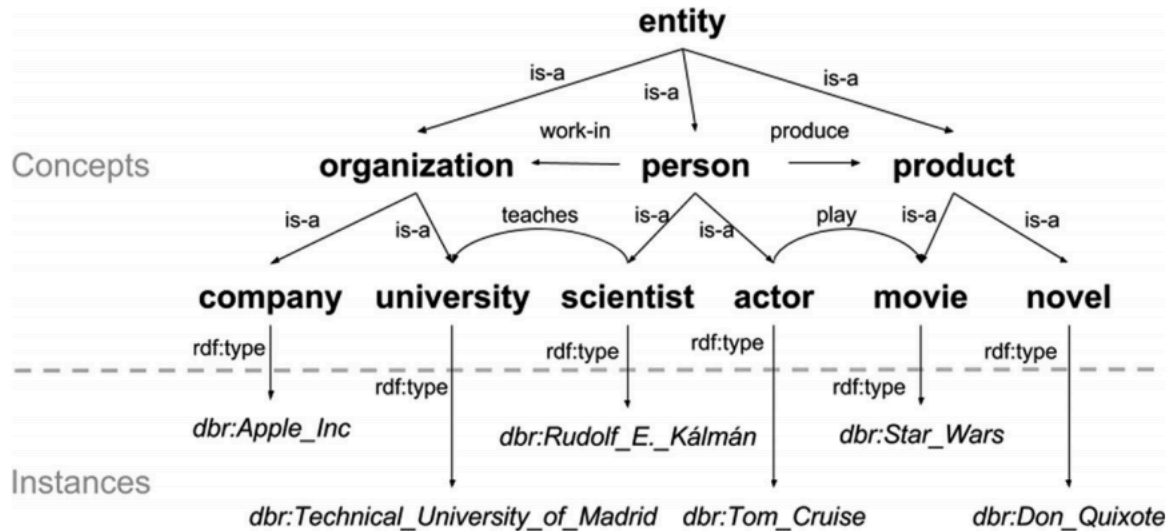 entity
is-a
is-a
is-a
work-in
produce
Concepts
organization
person
product
is-a
is-a
teaches
is-a
is-a
play
is-a
is-a
company
university
scientist
actor
movie
novel
rdf:type
rdf:type
rdf:type
rdf:type
rdf:type
rdf:type
dbr:Apple_Inc
dbr:Rudolf_E._Kálmán
dbr:Star_Wars
Instances
dbr:Technical_University_of_Madrid
dbr:Tom_Cruise
dbr:Don_Quixote